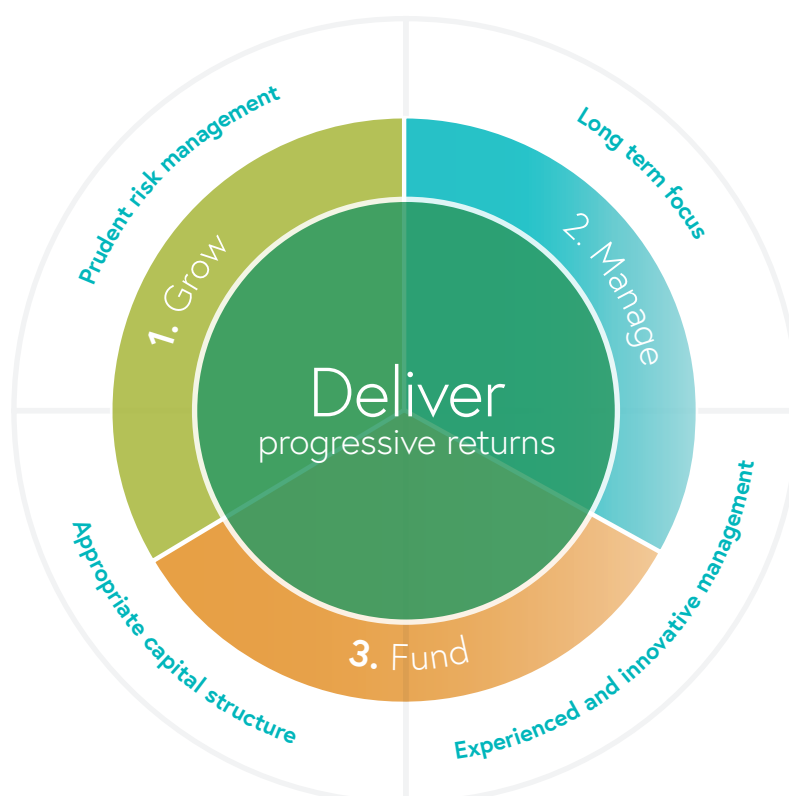 Prudent risk management
Long term focus
1. Grow
2. Manage
Deliver
progressive returns
3. Fund
Appropriate capital structure
Experienced and innovative management